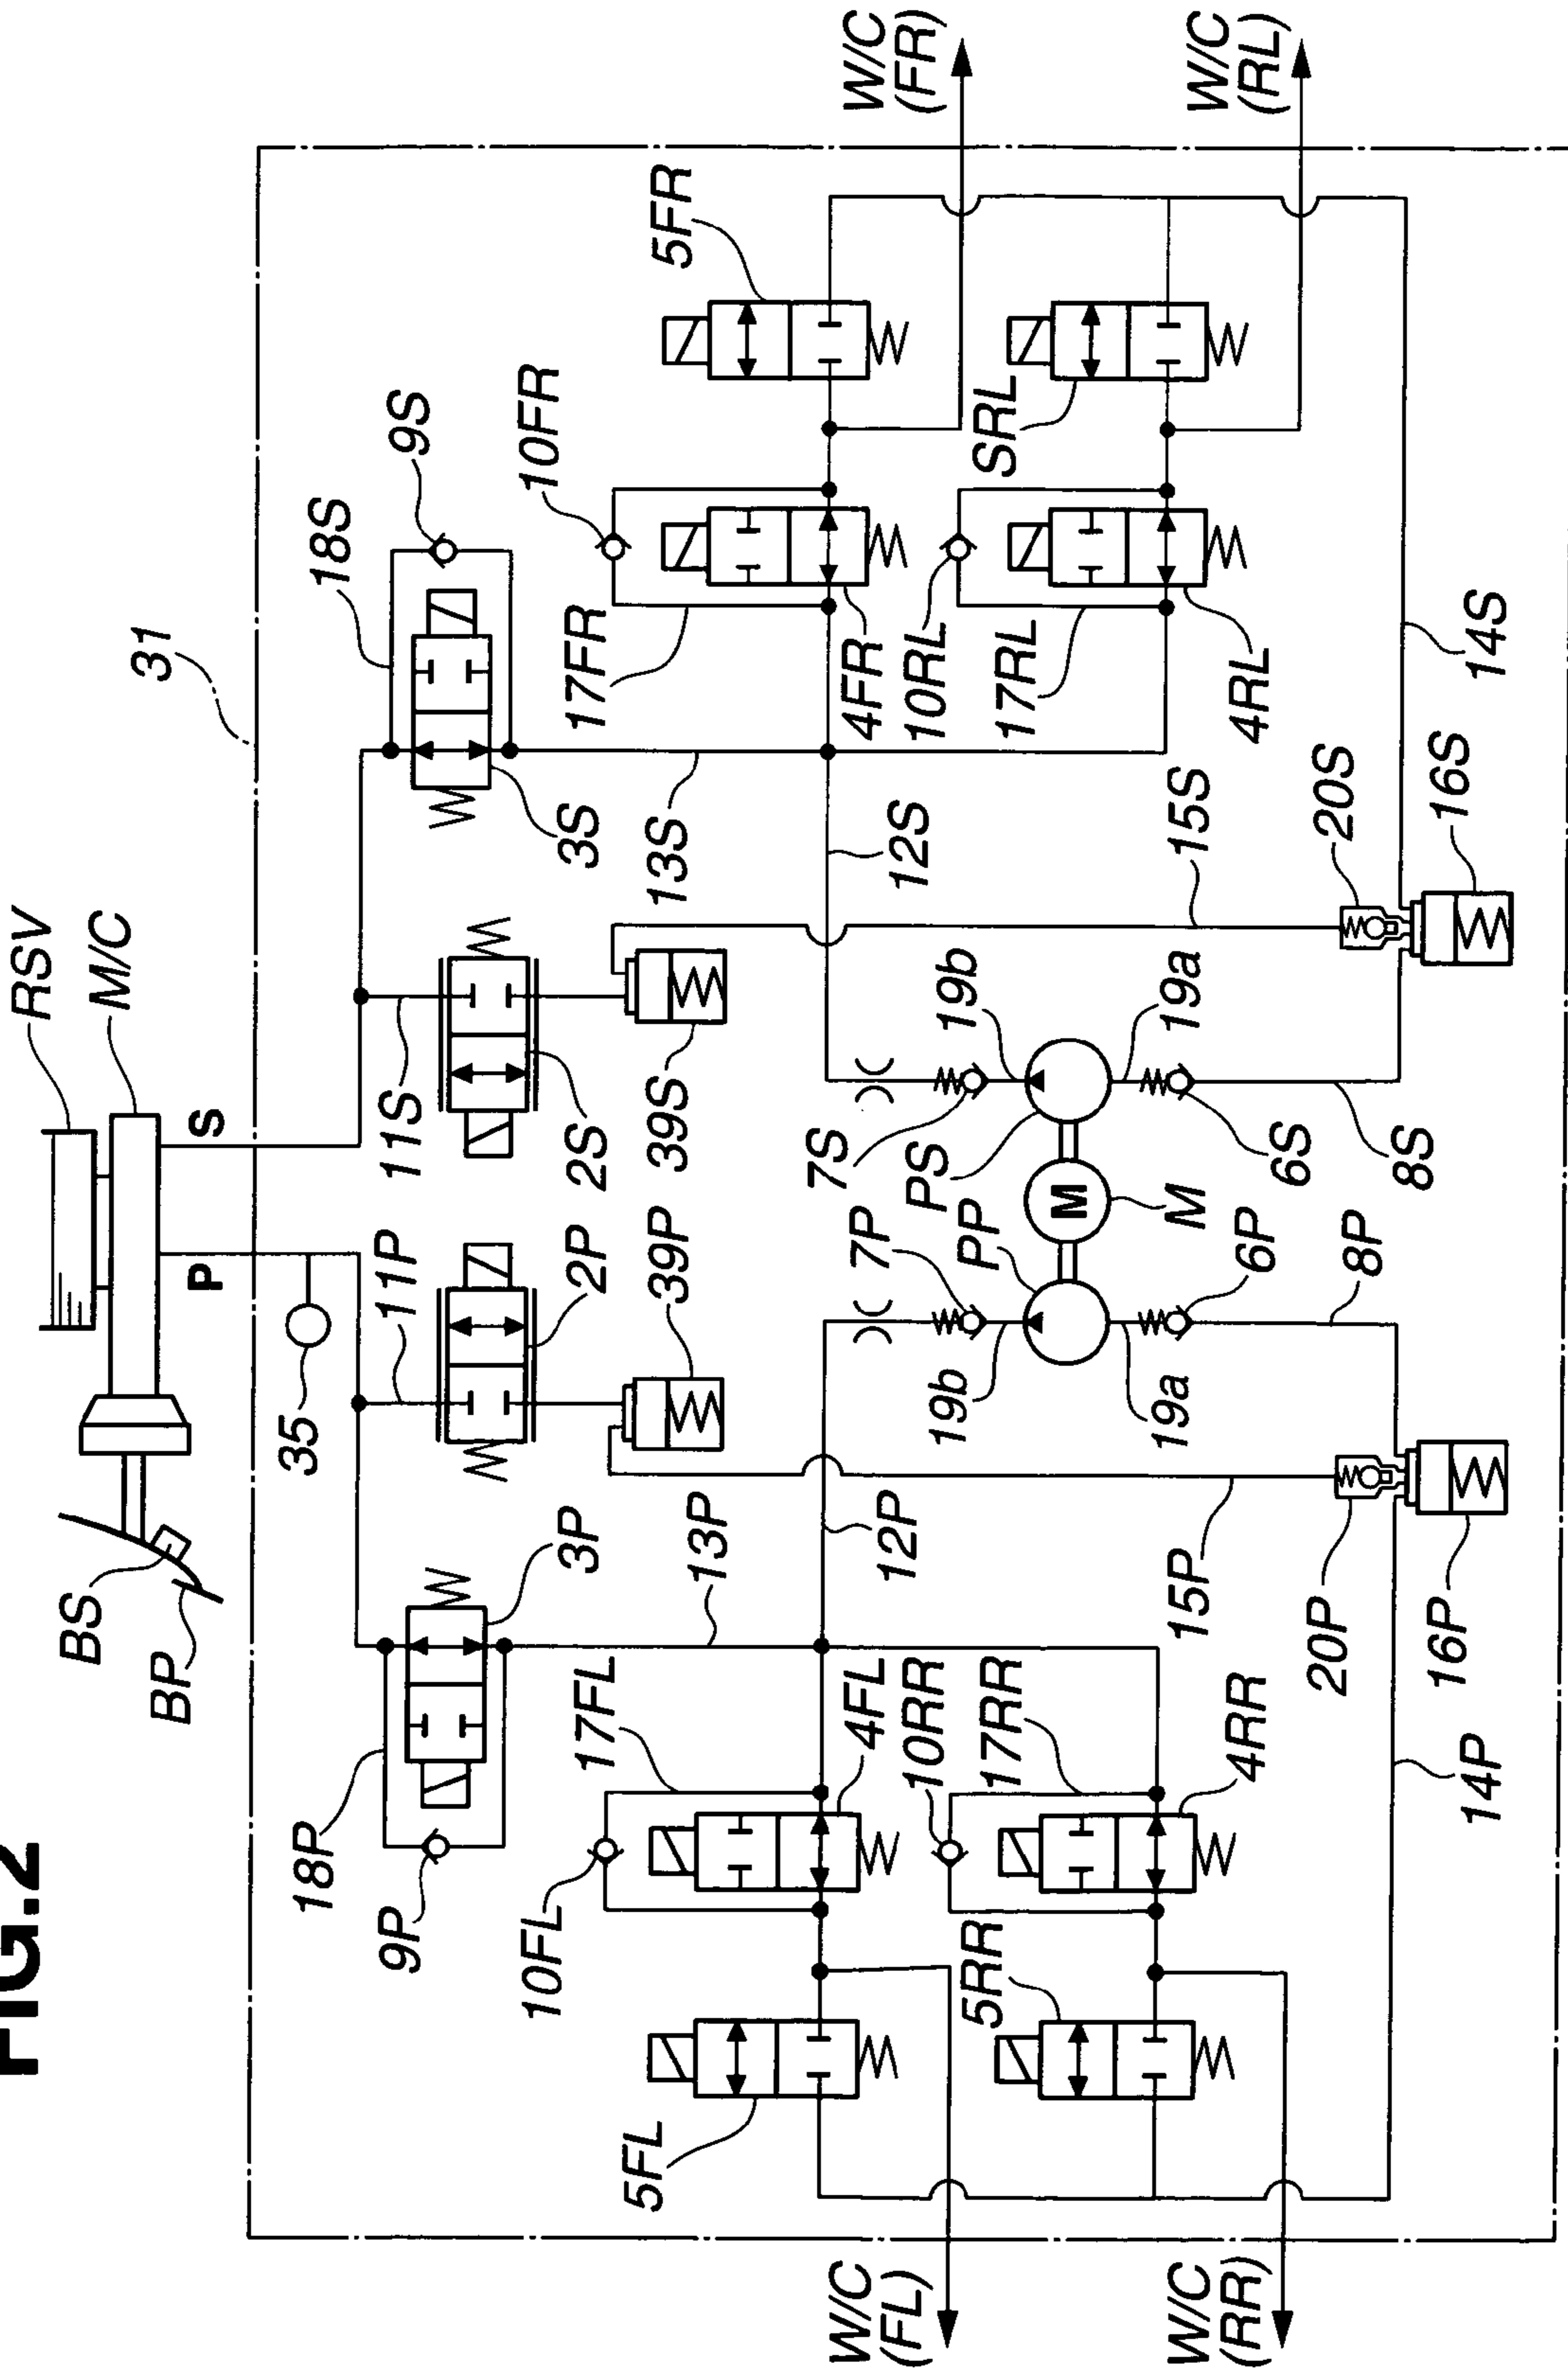 FIG.2
RSV
M/C
BS
BP
P
S
31
35
18P
18S
9P
11P
11S
9S
10FL
17FL
3P
2P
2S
3S
17FR
10FR
5FL
13P
39P
39S
13S
5FR
W/C
(FL)
4FL
12P
7P
7S
12S
4FR
W/C
(FR)
5RR
10RR
17RR
19b
PP
PS
19b
10RL
17RL
SRL
M
W/C
(RR)
4RR
15P
19a
6P
M
6S
19a
15S
4RL
W/C
(RL)
20P
8P
8S
20S
14P
16P
16S
14S